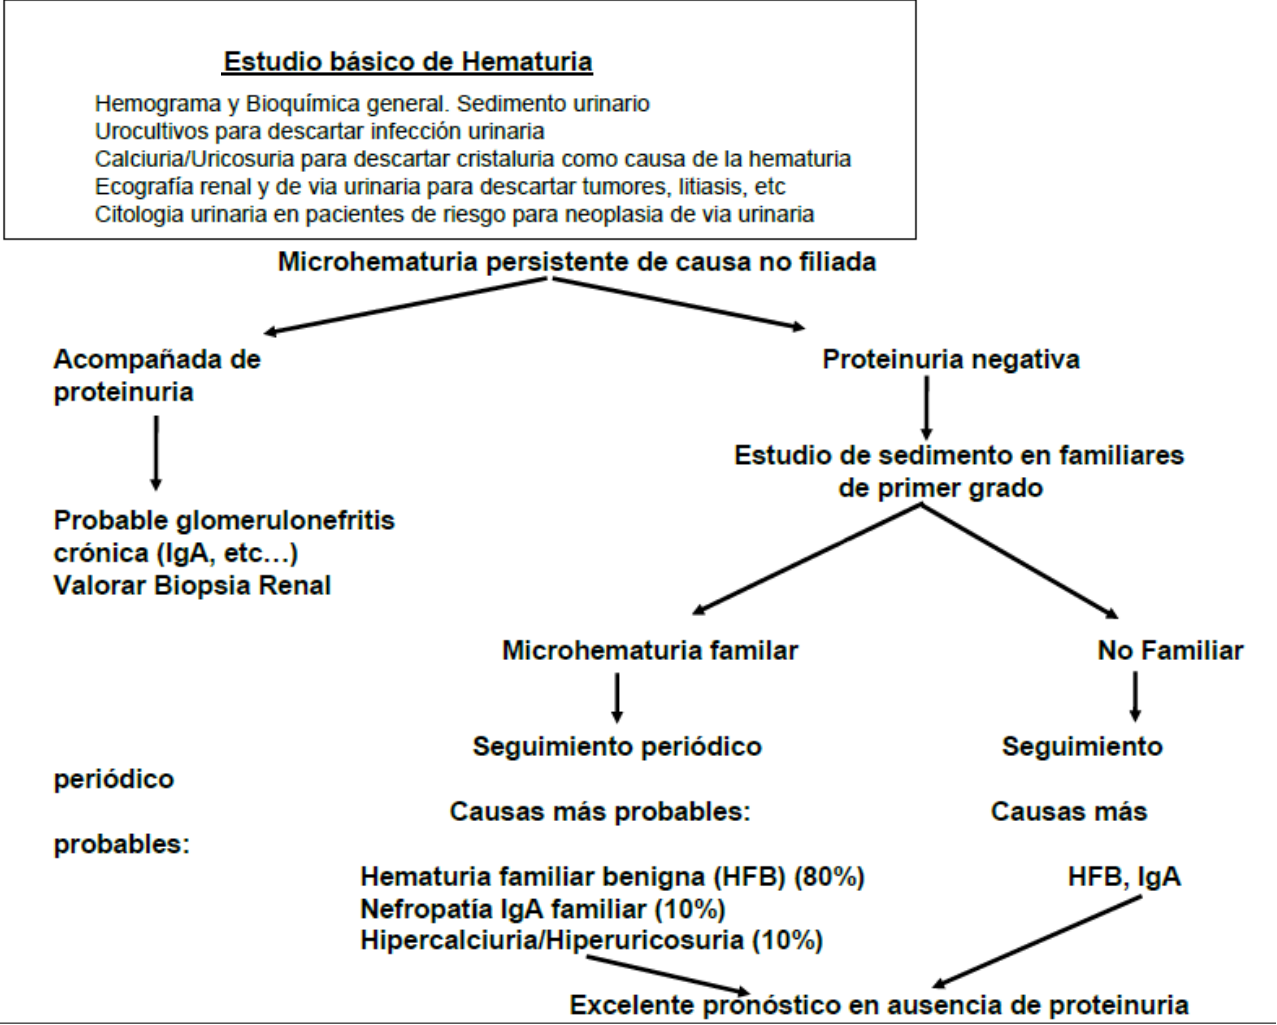 Estudio básico de Hematuria
Hemograma y Bioquímica general. Sedimento urinario
Urocultivos para descartar infección urinaria
Calciuria/Uricosuria para descartar cristaluria como causa de la hematuria
Ecografía renal y de via urinaria para descartar tumores, litiasis, etc
Citologia urinaria en pacientes de riesgo para neoplasia de via urinaria
Microhematuria persistente de causa no filiada
Acompañada de
proteinuria
Proteinuria negativa
Estudio de sedimento en familiares
de primer grado
Probable glomerulonefritis
crónica (IgA, etc…)
Valorar Biopsia Renal
Microhematuria familar
No Familiar
Seguimiento periódico
Seguimiento
periódico
Causas más probables:
Causas más
probables:
Hematuria familiar benigna (HFB) (80%)
HFB, IgA
Nefropatía IgA familiar (10%)
Hipercalciuria/Hiperuricosuria (10%)
Excelente pronóstico en ausencia de proteinuria